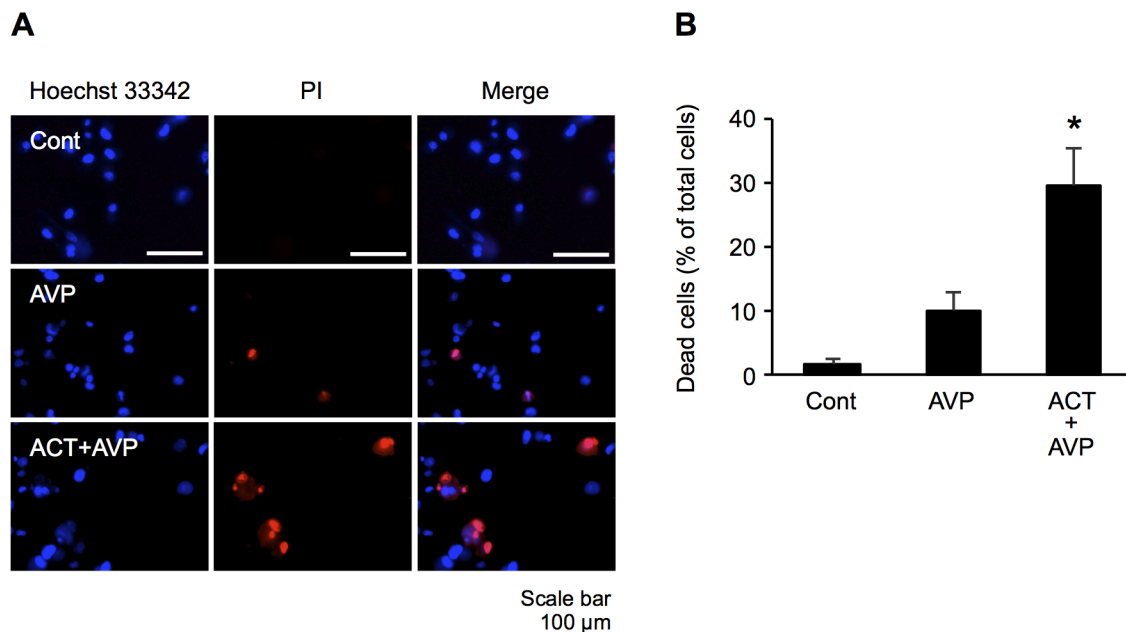 A
Hoechst 33342
PI
Merge
Cont
AVP
ACT+AVP
Scale bar
100 µm
B
Dead cells (% of total cells)
40
30
20
10
0
*
Cont
AVP
ACT
+
AVP